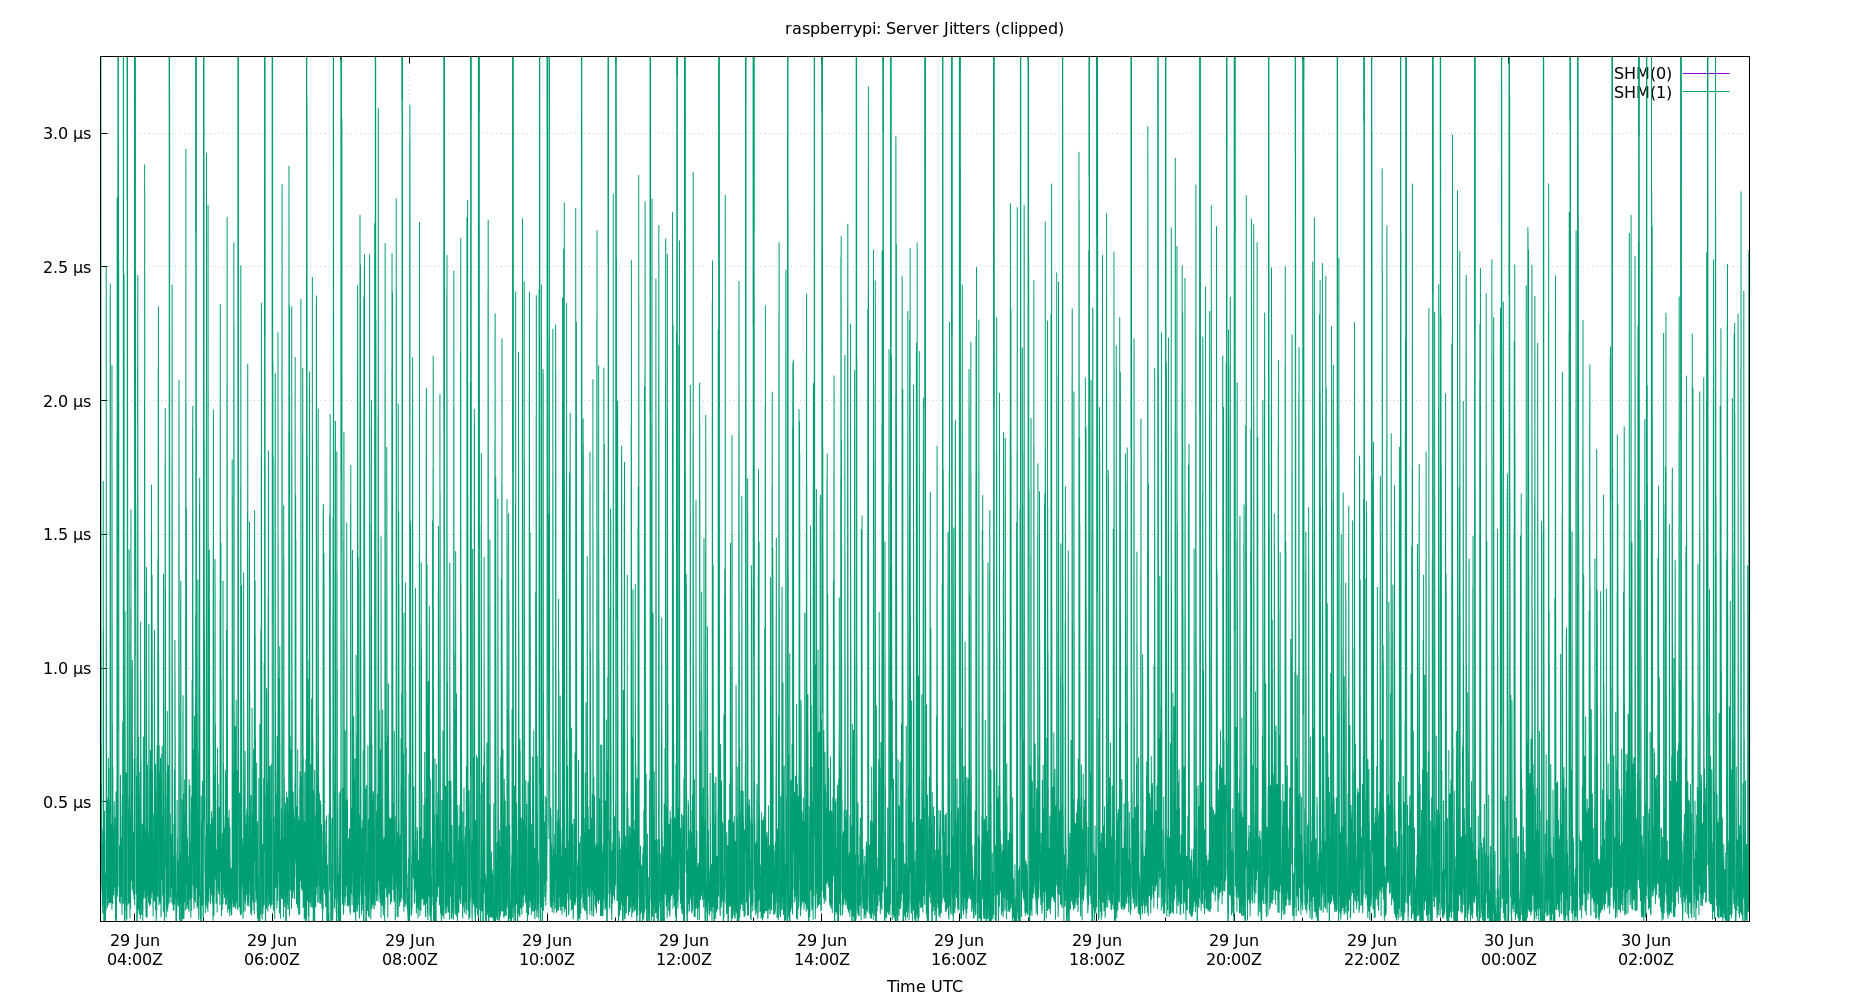 raspberrypi: Server Jitters (clipped)
SHM(0)
SHM(1)
3.0 µs
2.5 µs
2.0 µs
1.5 µs
1.0 µs
0.5 µs
29 Jun 29 Jun 29 Jun 29 Jun 29 Jun 29 Jun 29 Jun 29 Jun 29 Jun 29 Jun 30 Jun 30 Jun
04:00Z 06:00Z 08:00Z 10:00Z 12:00Z 14:00Z 16:00Z 18:00Z 20:00Z 22:00Z 00:00Z 02:00Z
Time UTC